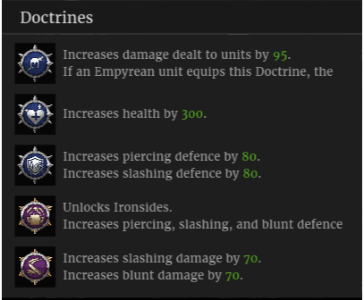 Doctrines
Increases damage dealt to units by 95.
If an Empyrean unit equips this Doctrine, the
Increases health by 300.
Increases piercing defence by 80.
Increases slashing defence by 80.
Unlocks Ironsides.
Increases piercing, slashing, and blunt defence
Increases slashing damage by 70.
Increases blunt damage by 70.